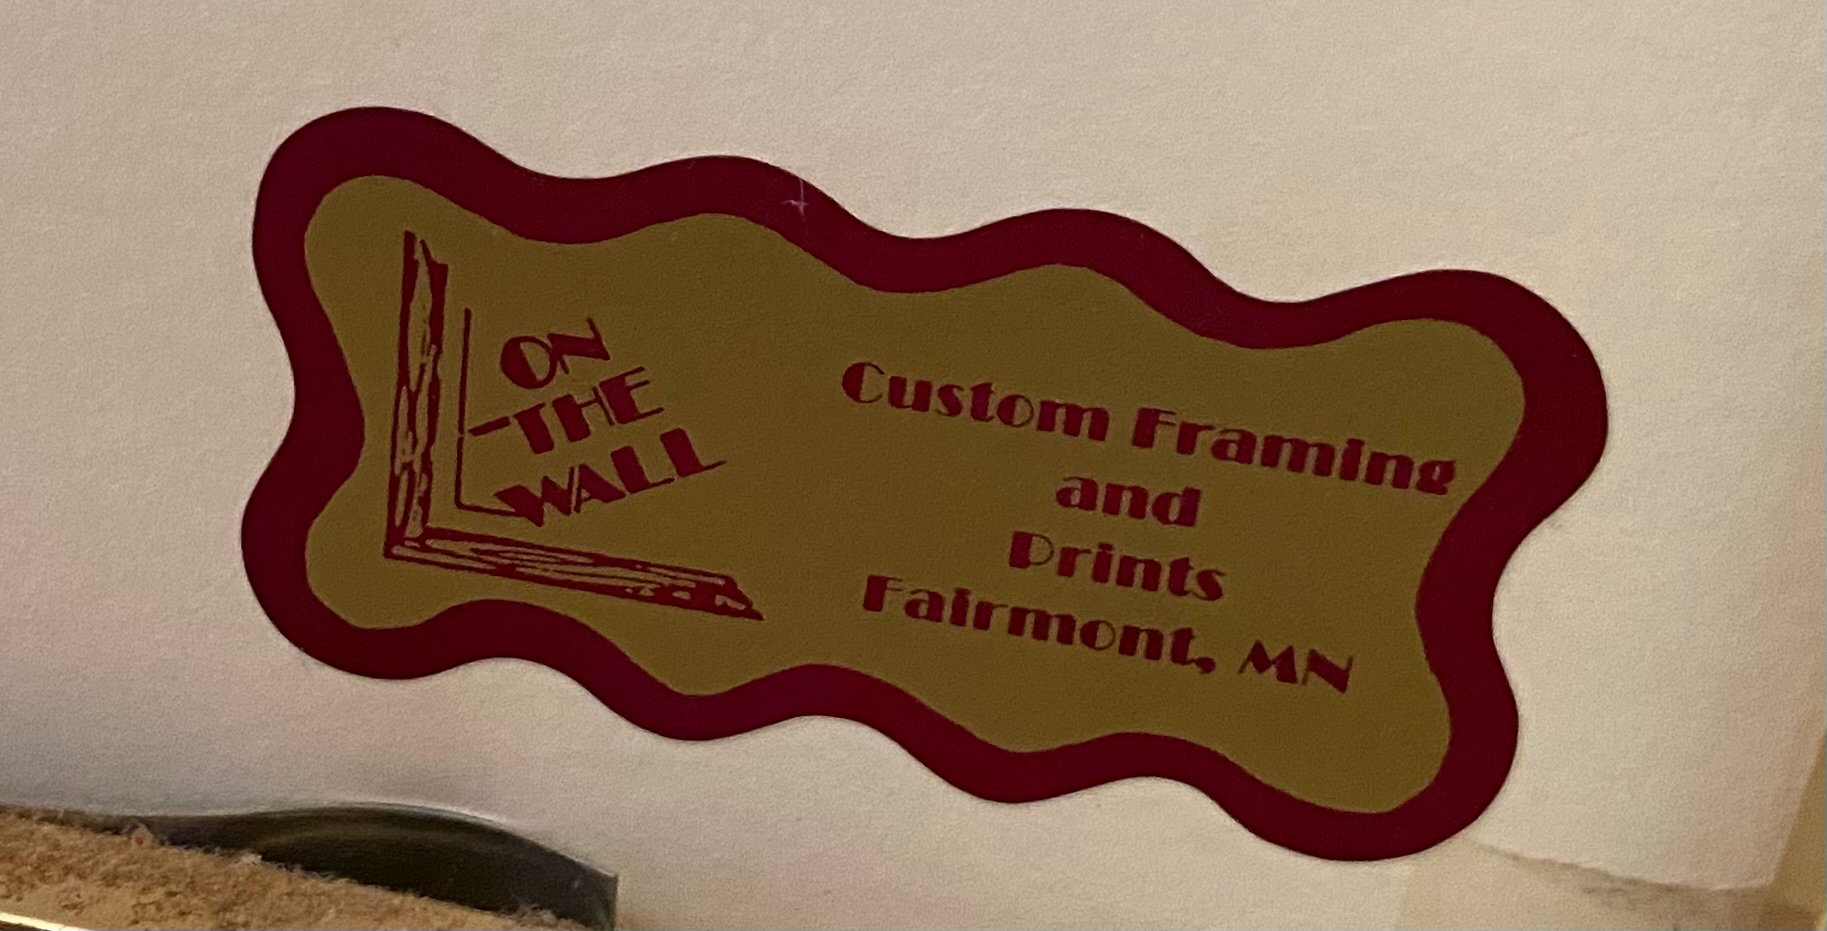 ON
THE
WALL
Custom Framing
and
Prints
Fairmont, MN